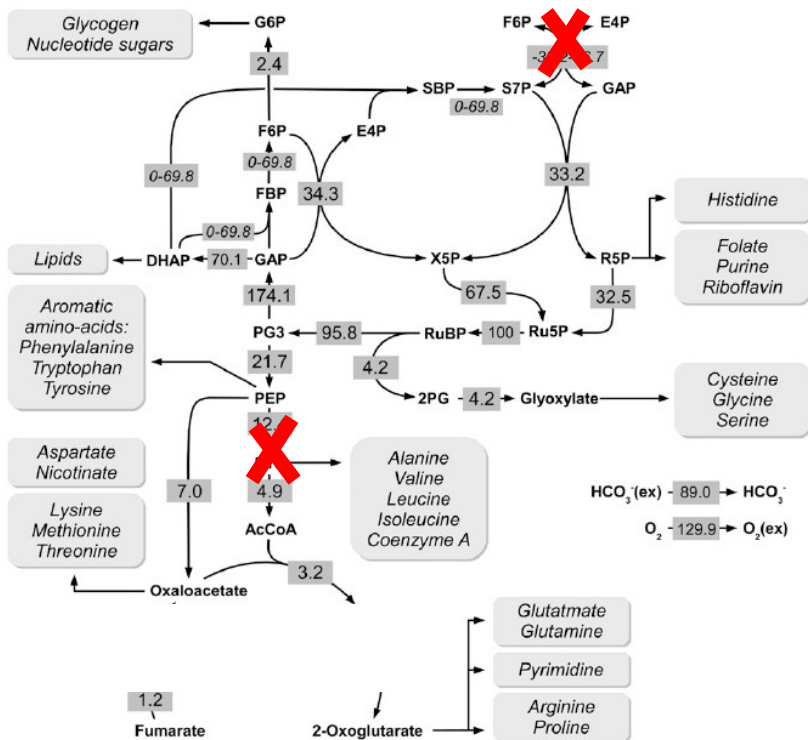 Glycogen
Nucleotide sugars
G6P
F6P
E4P
2.4
SBP
0-69.8
S7P
GAP
F6P
E4P
0-69.8
0-69.8
34.3
33.2
FBP
0-69.8
Histidine
Lipids
DHAP
70.1
GAP
X5P
R5P
Folate
Purine
Riboflavin
174.1
67.5
32.5
Aromatic
amino-acids:
Phenylalanine
Tryptophan
Tyrosine
PG3
95.8
RuBP
100
Ru5P
21.7
4.2
PEP
2PG
4.2
Glyoxylate
Cysteine
Glycine
Serine
Aspartate
Nicotinate
7.0
4.9
Alanine
Valine
Leucine
Isoleucine
Coenzyme A
HCO3-(ex)
89.0
HCO3-
Lysine
Methionine
Threonine
AcCoA
O2
129.9
O2(ex)
3.2
Oxaloacetate
Glutatmate
Glutamine
Pyrimidine
1.2
Arginine
Proline
Fumarate
2-Oxoglutarate